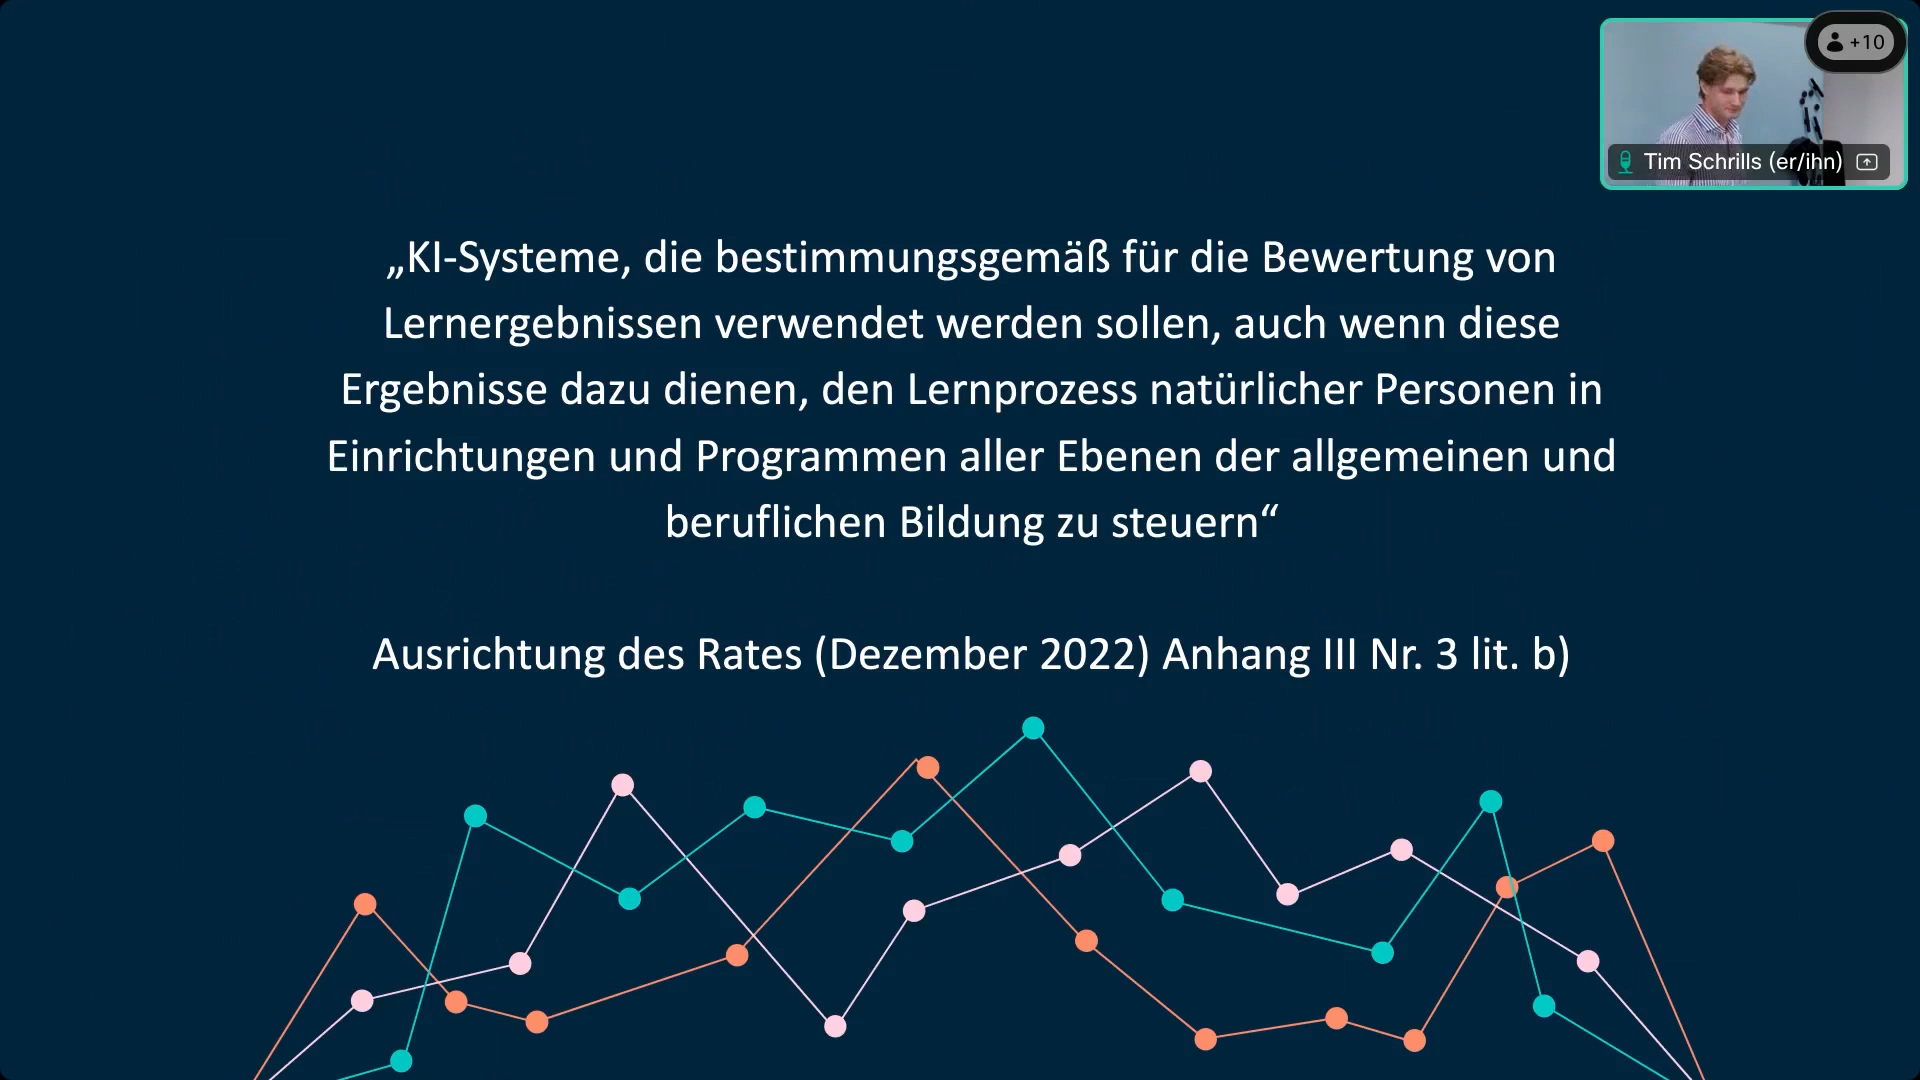 +10
Tim Schrills (er/ihn)
„KI-Systeme, die bestimmungsgemäß für die Bewertung von
Lernergebnissen verwendet werden sollen, auch wenn diese
Ergebnisse dazu dienen, den Lernprozess natürlicher Personen in
Einrichtungen und Programmen aller Ebenen der allgemeinen und
beruflichen Bildung zu steuern“
Ausrichtung des Rates (Dezember 2022) Anhang III Nr. 3 lit. b)